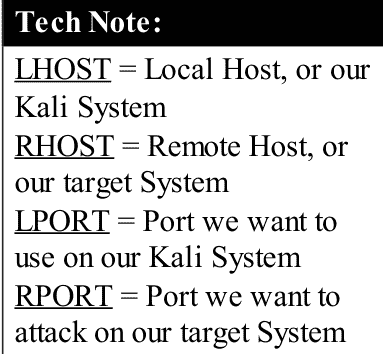 Tech Note:
LHOST = Local Host, or our
Kali System
RHOST = Remote Host, or
our target System
LPORT = Port we want to
use on our Kali System
RPORT = Port we want to
attack on our target System